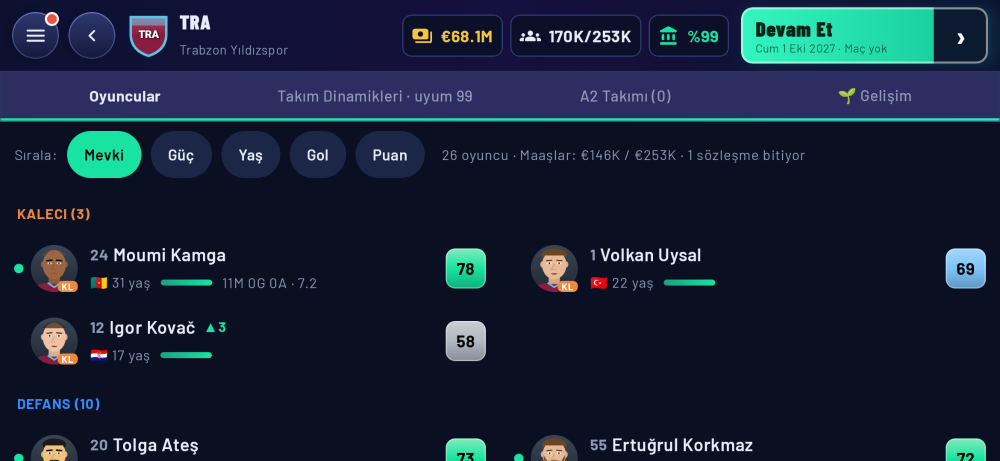 TRA
TRA
Trabzon Yıldızspor
€68.1M
170K/253K
%99
Devam Et
Cum 1 Eki 2027 · Maç yok
Oyuncular
Takım Dinamikleri · uyum 99
A2 Takımı (0)
Gelişim
Sırala:
Mevki
Güç
Yaş
Gol
Puan
26 oyuncu · Maaşlar: €146K / €253K · 1 sözleşme bitiyor
KALECI (3)
24 Moumi Kamga
KL
31 yaş
11M 0G 0A · 7.2
78
1 Volkan Uysal
KL
22 yaş
69
12 Igor Kovač ▲3
KL
17 yaş
58
DEFANS (10)
20 Tolga Ateş
73
55 Ertuğrul Korkmaz
72